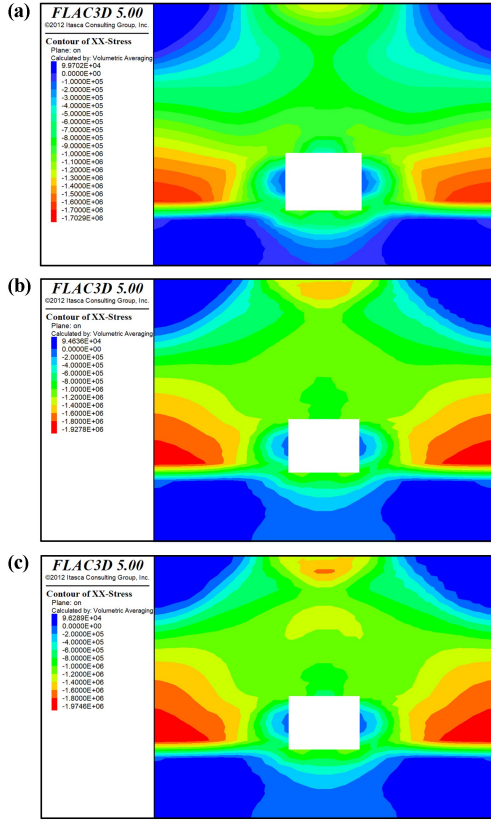 (a)
FLAC3D 5.00
©2012 Itasca Consulting Group, Inc.
Contour of XX-Stress
Plane: on
Calculated by: Volumetric Averaging
9.9702E+04
0.0000E+00
-1.0000E+05
-2.0000E+05
-3.0000E+05
-4.0000E+05
-5.0000E+05
-6.0000E+05
-7.0000E+05
-8.0000E+05
-9.0000E+05
-1.0000E+06
-1.1000E+06
-1.2000E+06
-1.3000E+06
-1.4000E+06
-1.5000E+06
-1.6000E+06
-1.7000E+06
-1.7029E+06
(b)
FLAC3D 5.00
©2012 Itasca Consulting Group, Inc.
Contour of XX-Stress
Plane: on
Calculated by: Volumetric Averaging
9.4636E+04
0.0000E+00
-2.0000E+05
-4.0000E+05
-6.0000E+05
-8.0000E+05
-1.0000E+06
-1.2000E+06
-1.4000E+06
-1.6000E+06
-1.8000E+06
-1.9278E+06
(c)
FLAC3D 5.00
©2012 Itasca Consulting Group, Inc.
Contour of XX-Stress
Plane: on
Calculated by: Volumetric Averaging
9.6289E+04
0.0000E+00
-2.0000E+05
-4.0000E+05
-6.0000E+05
-8.0000E+05
-1.0000E+06
-1.2000E+06
-1.4000E+06
-1.6000E+06
-1.8000E+06
-1.9746E+06